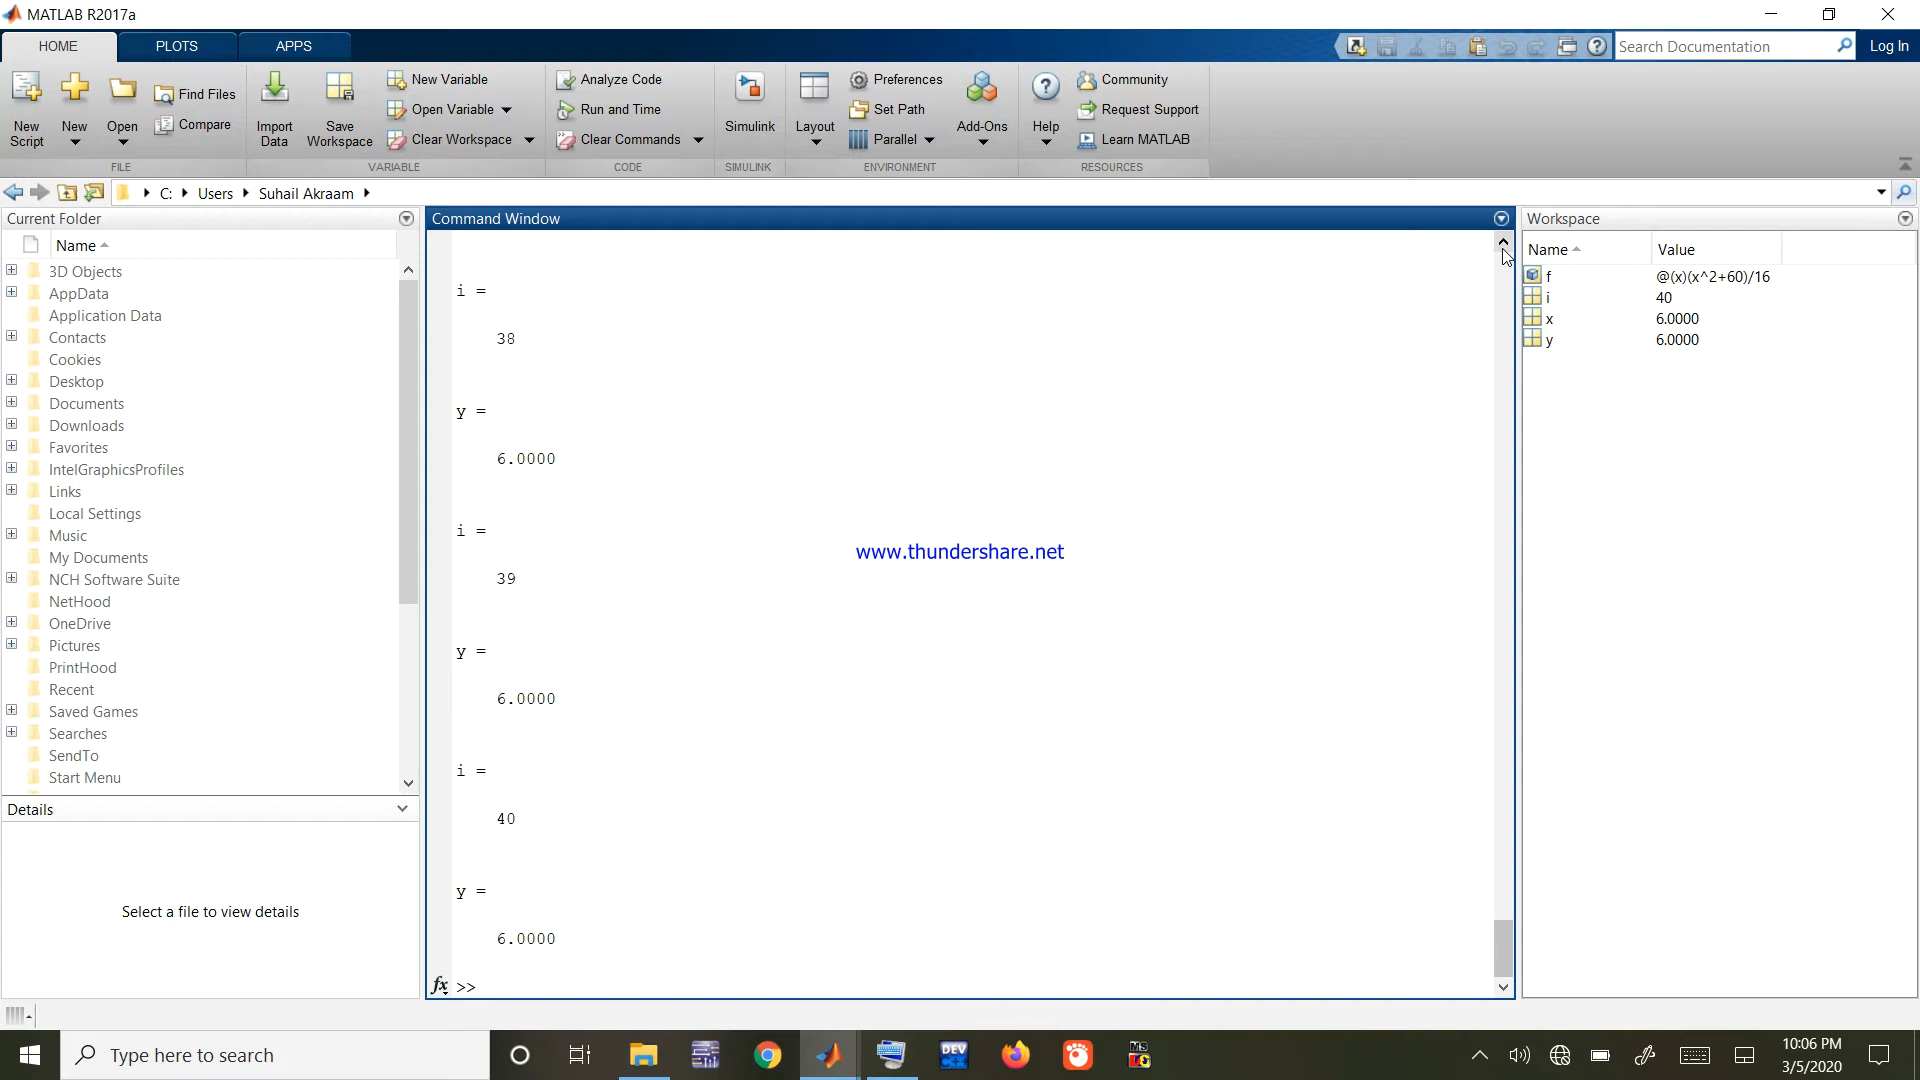 MATLAB R2017a
HOME
PLOTS
APPS
Search Documentation
Log In
New Script
New
Open
Find Files
Compare
Import Data
Save Workspace
New Variable
Open Variable
Clear Workspace
Analyze Code
Run and Time
Clear Commands
Simulink
Layout
Preferences
Set Path
Parallel
Add-Ons
Help
Community
Request Support
Learn MATLAB
FILE
VARIABLE
CODE
SIMULINK
ENVIRONMENT
RESOURCES
C: Users Suhail Akraam
Current Folder
Name
3D Objects
AppData
Application Data
Contacts
Cookies
Desktop
Documents
Downloads
Favorites
IntelGraphicsProfiles
Links
Local Settings
Music
My Documents
NCH Software Suite
NetHood
OneDrive
Pictures
PrintHood
Recent
Saved Games
Searches
SendTo
Start Menu
Details
Select a file to view details
Command Window
i =
38
y =
6.0000
i =
39
y =
6.0000
i =
40
y =
6.0000
fx >>
www.thundershare.net
Workspace
Name Value
f @(x)(x^2+60)/16
i 40
x 6.0000
y 6.0000
Type here to search
DEV
MS
10:06 PM
3/5/2020